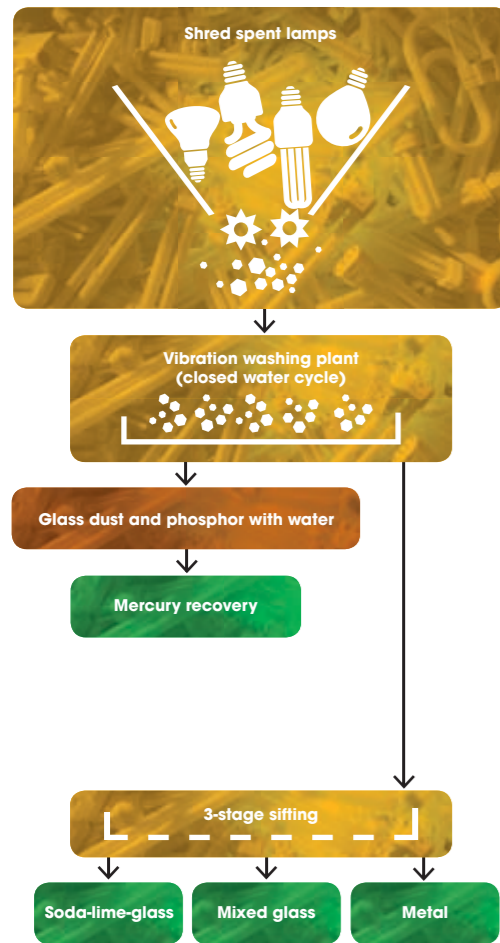 Shred spent lamps
Vibration washing plant
(closed water cycle)
Glass dust and phosphor with water
Mercury recovery
3-stage sifting
Soda-lime-glass
Mixed glass
Metal